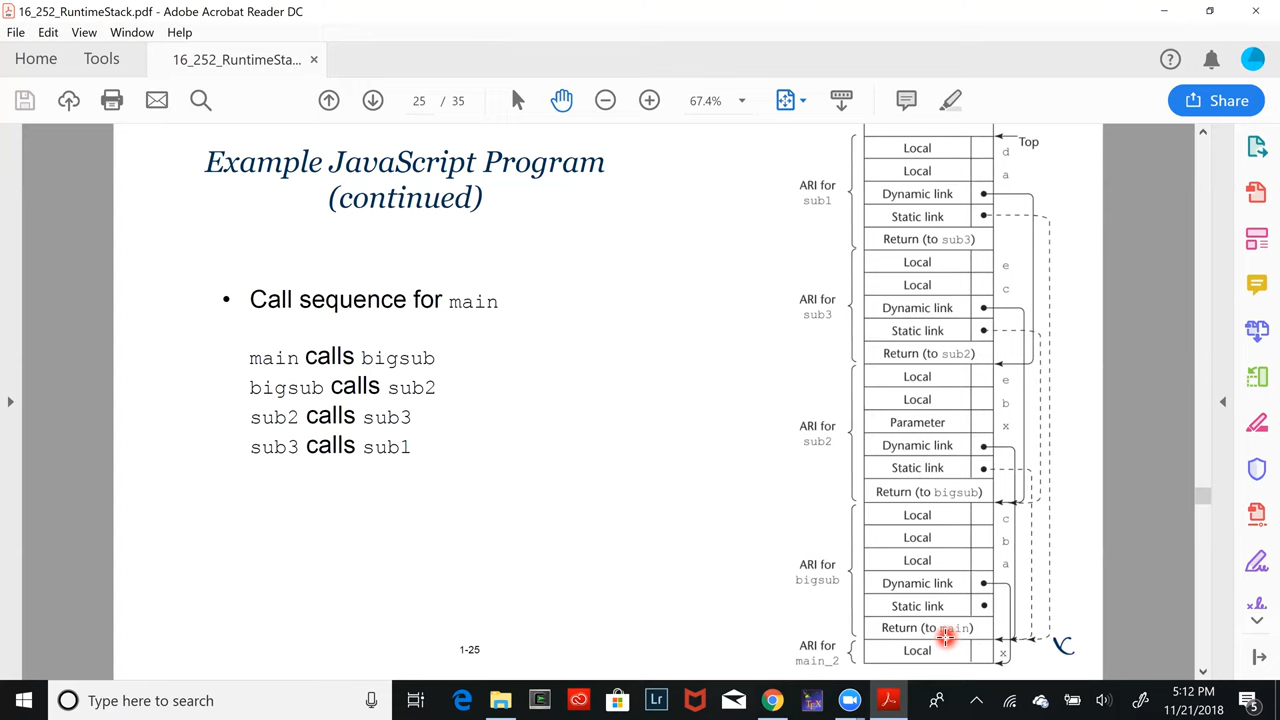 16_252_RuntimeStack.pdf - Adobe Acrobat Reader DC
File Edit View Window Help
Home Tools 16_252_RuntimeSta... ×
25 / 35 67.4% Share
Example JavaScript Program
(continued)
• Call sequence for main
main calls bigsub
bigsub calls sub2
sub2 calls sub3
sub3 calls sub1
1-25
Top
ARI for
sub1
Local d
Local a
Dynamic link
Static link
Return (to sub3)
ARI for
sub3
Local e
Local c
Dynamic link
Static link
Return (to sub2)
ARI for
sub2
Local e
Local b
Parameter x
Dynamic link
Static link
Return (to bigsub)
ARI for
bigsub
Local c
Local b
Local a
Dynamic link
Static link
Return (to main)
ARI for
main_2
Local x
Type here to search
Lr
5:12 PM
11/21/2018
5